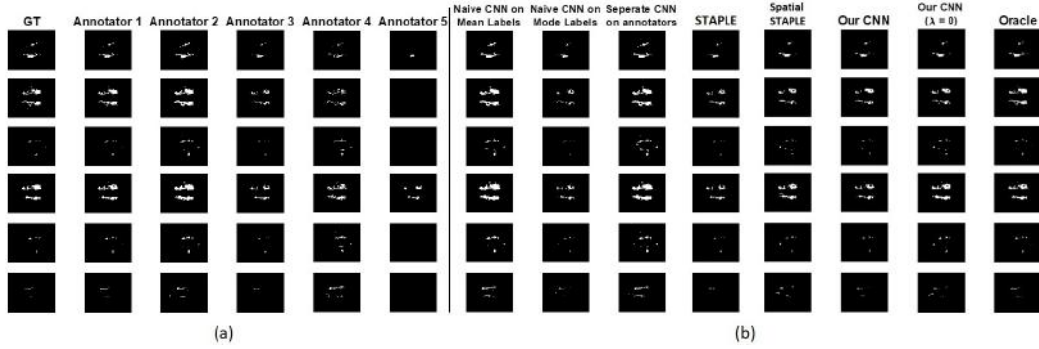 GT Annotator 1 Annotator 2 Annotator 3 Annotator 4 Annotator 5
Naive CNN on
Mean Labels
Naive CNN on
Mode Labels
Seperate CNN
on annotators
STAPLE
Spatial
STAPLE
Our CNN
Our CNN
(λ = 0)
Oracle
(a)
(b)